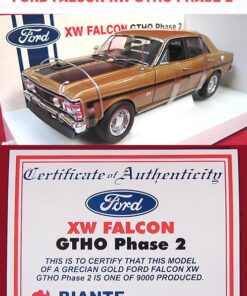 FORD FALCON XW GTHO PHASE 2
Ford
XW FALCON
GTHO Phase 2
Certificate of Authenticity
Ford
XW FALCON
GTHO Phase 2
THIS IS TO CERTIFY THAT THIS MODEL
OF A GRECIAN GOLD FORD FALCON XW
GTHO Phase 2 IS ONE OF 9000 PRODUCED.
BIANTE